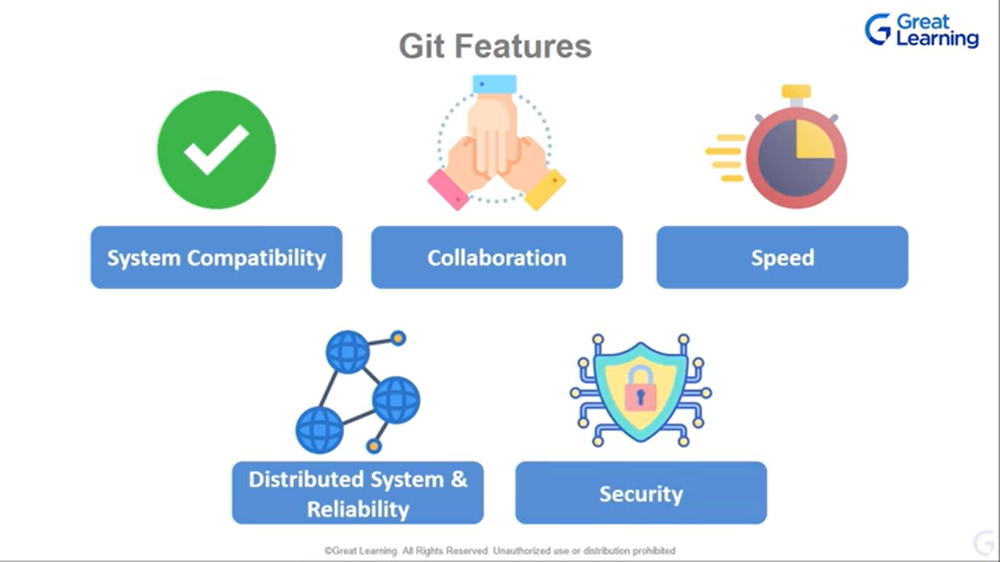 Great
Learning
Git Features
System Compatibility
Collaboration
Speed
Distributed System &
Reliability
Security
©Great Learning. All Rights Reserved. Unauthorized use or distribution prohibited